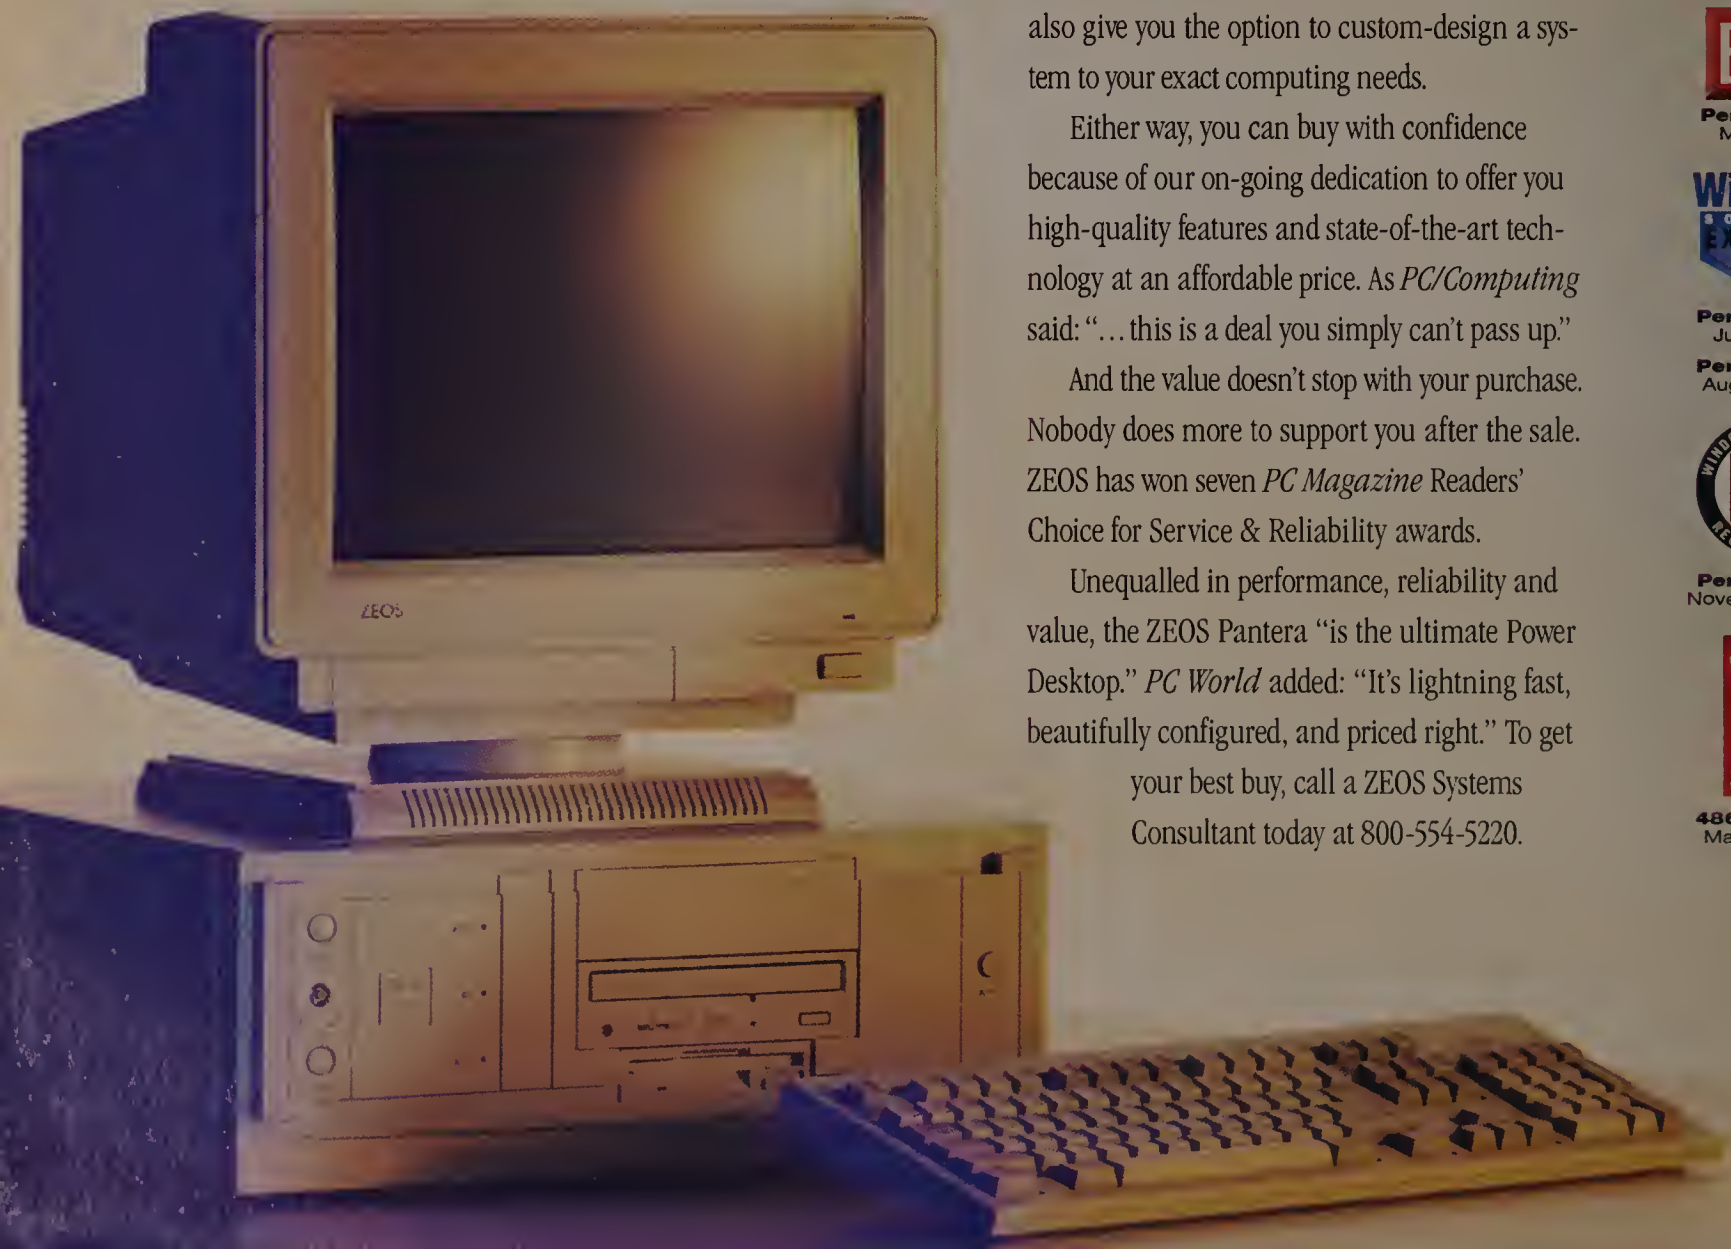 also give you the option to custom-design a sys-
tem to your exact computing needs.
Either way, you can buy with confidence
because of our on-going dedication to offer you
high-quality features and state-of-the-art tech-
nology at an affordable price. As PC/Computing
said: “...this is a deal you simply can't pass up.”
And the value doesn't stop with your purchase.
Nobody does more to support you after the sale.
ZEOS has won seven PC Magazine Readers'
Choice for Service & Reliability awards.
Unequalled in performance, reliability and
value, the ZEOS Pantera “is the ultimate Power
Desktop.” PC World added: “It's lightning fast,
beautifully configured, and priced right.” To get
your best buy, call a ZEOS Systems
Consultant today at 800-554-5220.
ZEOS
486